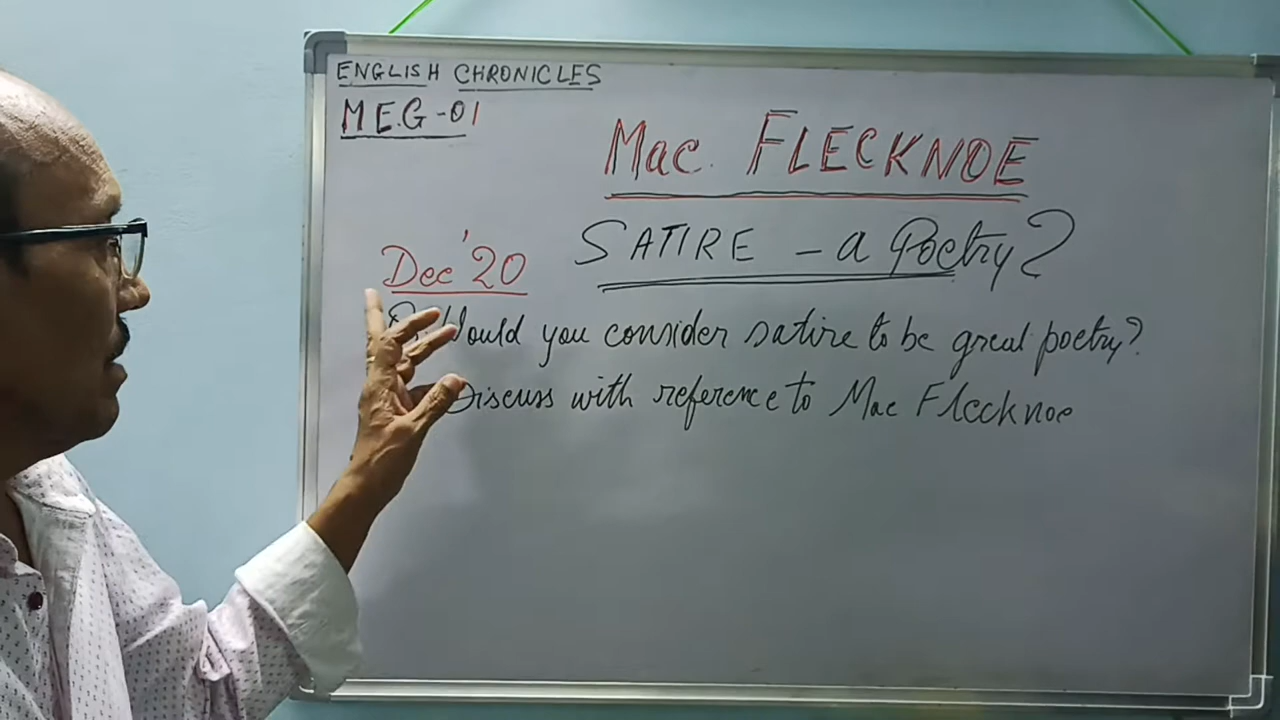 ENGLISH CHRONICLES
M.E.G-01
Mac FLECKNOE
Dec '20
SATIRE - a Poetry?
Would you consider satire to be great poetry?
Discuss with reference to Mac Flecknoe